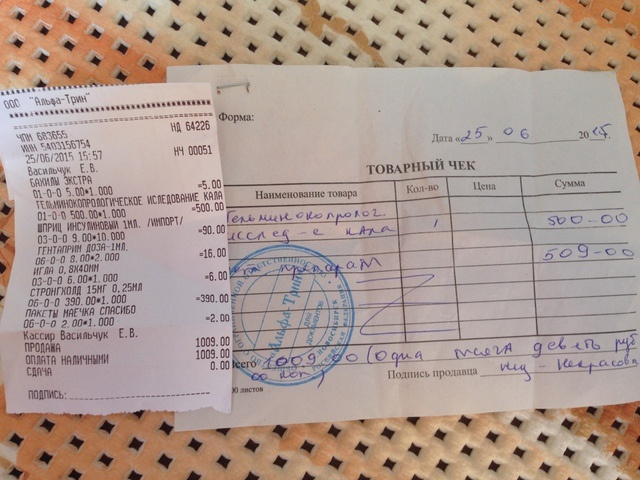 ООО "Альфа-Трин"
ЧПМ 683655 НД 64226
ИНН 5403156754
25/06/2015 15:57 НЧ 00051
Васильчук Е.В.
БАХИЛЫ ЭКСТРА
01-0-0 5.00*1.000 =5.00
ГЕЛЬМИНОКОПРОЛОГИЧЕСКОЕ ИСЛЕДОВАНИЕ КАЛА
01-0-0 500.00*1.000 =500.00
ШПРИЦ ИНСУЛИНОВЫЙ 1МЛ. /ИМПОРТ/
03-0-0 9.00*10.000 =90.00
ГЕНТАПРИМ ДОЗА-1МЛ.
06-0-0 8.00*2.000 =16.00
ИГЛА 0,8Х40ММ
03-0-0 6.00*1.000 =6.00
СТРОНГХОЛД 15МГ 0,25МЛ
06-0-0 390.00*1.000 =390.00
ПАКЕТЫ МАЕЧКА СПАСИБО
06-0-0 2.00*1.000 =2.00
Кассир Васильчук Е.В.
ПРОДАЖА 1009.00
ОПЛАТА НАЛИЧНЫМИ 1009.00
СДАЧА 0.00
ПОДПИСЬ:
Форма:
Дата «25» 06 2015г.
ТОВАРНЫЙ ЧЕК
Наименование товара Кол-во Цена Сумма
Гельминокопролог.
исслед-е кала 1 500-00
препарат 509-00
Альфа-Трин
Всего 1009-00 (Одна тысяча девять руб
00 коп)
Подпись продавца Некрасова
00 листов